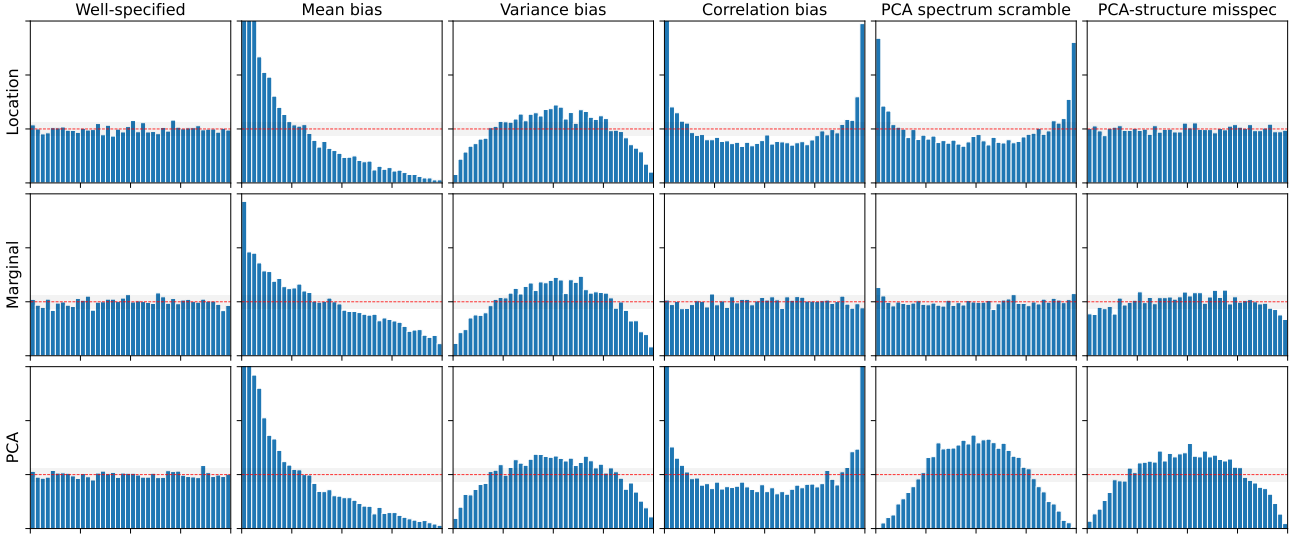 Well-specified
Mean bias
Variance bias
Correlation bias
PCA spectrum scramble
PCA-structure misspec
Location
Marginal
PCA